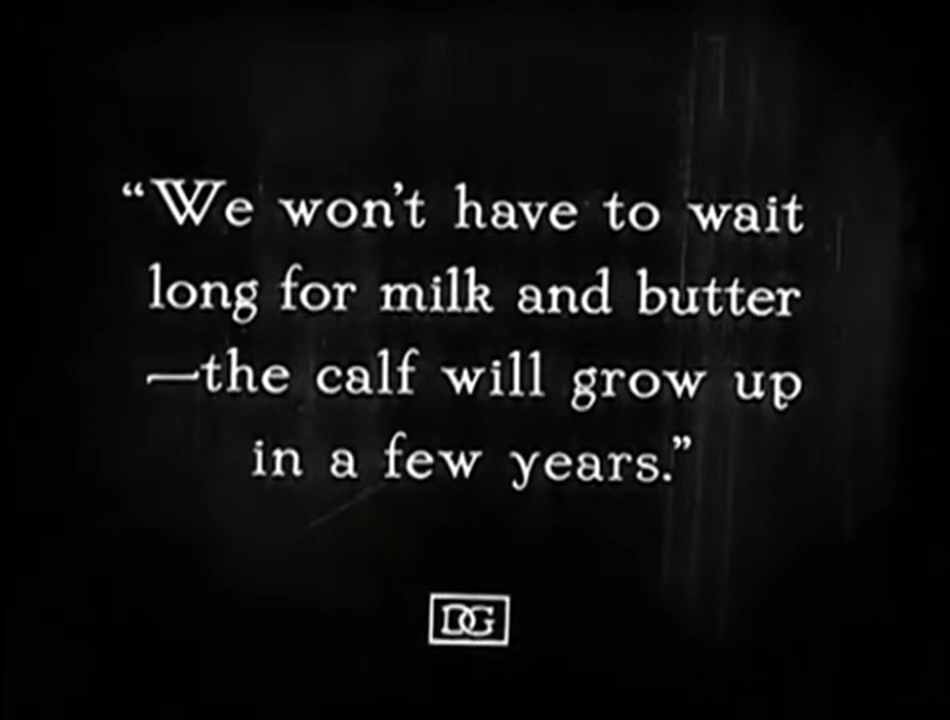 “We won't have to wait
long for milk and butter
—the calf will grow up
in a few years.”
DG